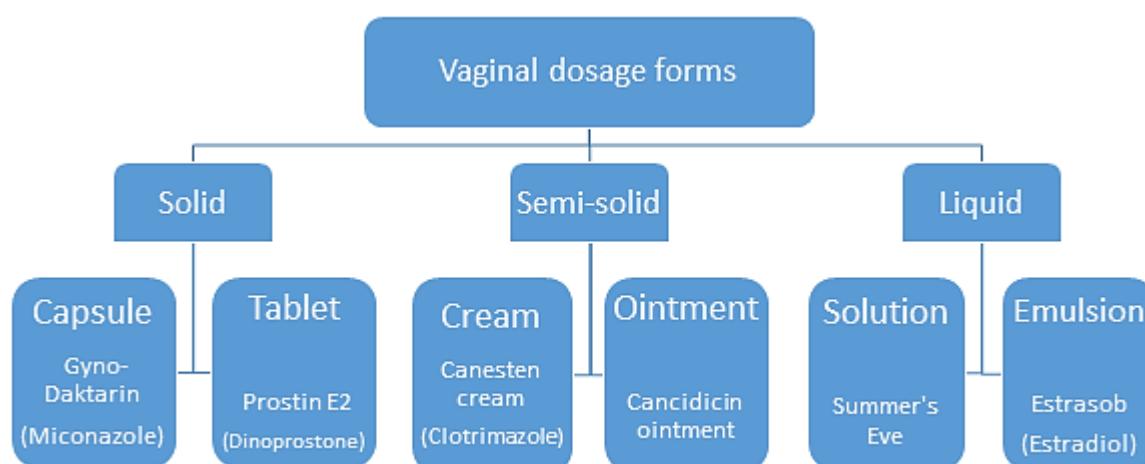 Vaginal dosage forms
Solid
Semi-solid
Liquid
Capsule
Gyno-
Daktarin
(Miconazole)
Tablet
Prostin E2
(Dinoprostone)
Cream
Canesten
cream
(Clotrimazole)
Ointment
Cancidicin
ointment
Solution
Summer's
Eve
Emulsion
Estrasob
(Estradiol)